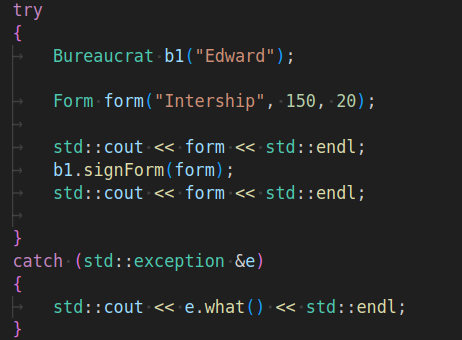 try
{
Bureaucrat b1("Edward");
Form form("Intership", 150, 20);
std::cout << form << std::endl;
b1.signForm(form);
std::cout << form << std::endl;
}
catch (std::exception &e)
{
std::cout << e.what() << std::endl;
}